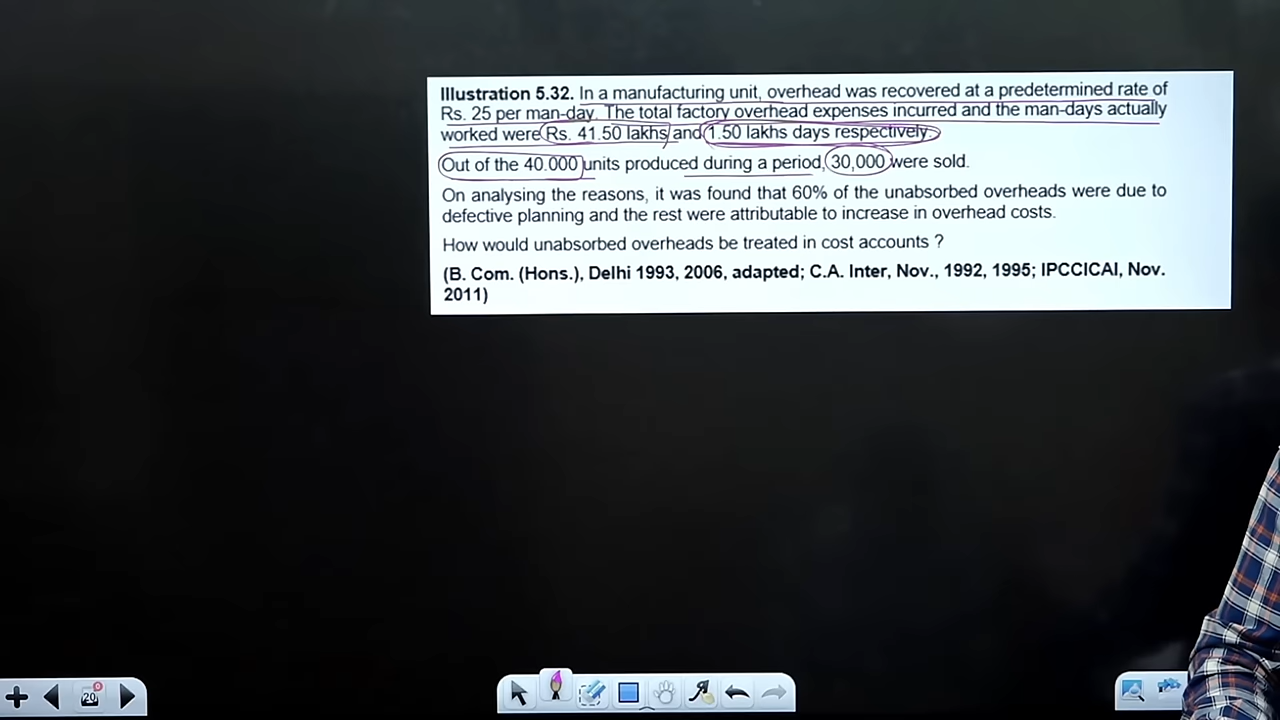 Illustration 5.32. In a manufacturing unit, overhead was recovered at a predetermined rate of
Rs. 25 per man-day. The total factory overhead expenses incurred and the man-days actually
worked were Rs. 41.50 lakhs and 1.50 lakhs days respectively.
Out of the 40.000 units produced during a period, 30,000 were sold.
On analysing the reasons, it was found that 60% of the unabsorbed overheads were due to
defective planning and the rest were attributable to increase in overhead costs.
How would unabsorbed overheads be treated in cost accounts ?
(B. Com. (Hons.), Delhi 1993, 2006, adapted; C.A. Inter, Nov., 1992, 1995; IPCCICAI, Nov.
2011)
20